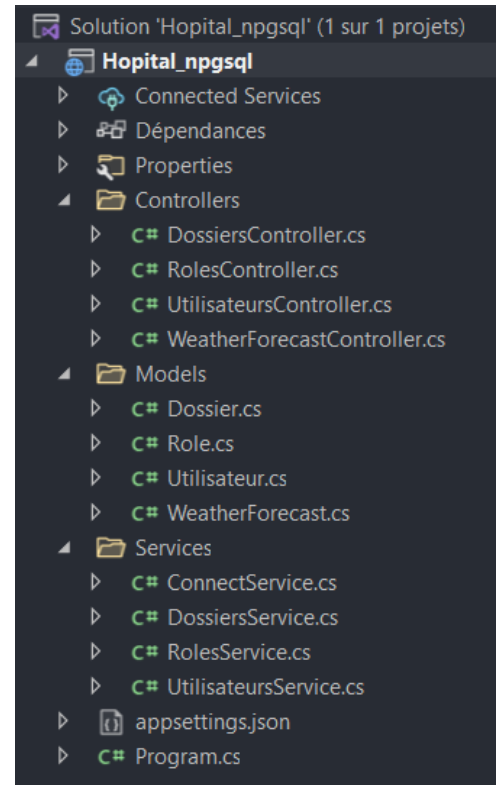 Solution 'Hopital_npgsql' (1 sur 1 projets)
Hopital_npgsql
Connected Services
Dépendances
Properties
Controllers
C# DossiersController.cs
C# RolesController.cs
C# UtilisateursController.cs
C# WeatherForecastController.cs
Models
C# Dossier.cs
C# Role.cs
C# Utilisateur.cs
C# WeatherForecast.cs
Services
C# ConnectService.cs
C# DossiersService.cs
C# RolesService.cs
C# UtilisateursService.cs
appsettings.json
C# Program.cs